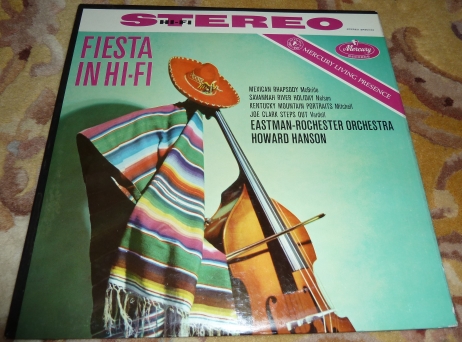 STEREO
HI-FI
FIESTA
IN HI-FI
Mercury
MERCURY LIVING PRESENCE
MEXICAN RHAPSODY McBride
SAVANNAH RIVER HOLIDAY Nelson
KENTUCKY MOUNTAIN PORTRAITS Mitchell
JOE CLARK STEPS OUT Vardell
EASTMAN-ROCHESTER ORCHESTRA
HOWARD HANSON